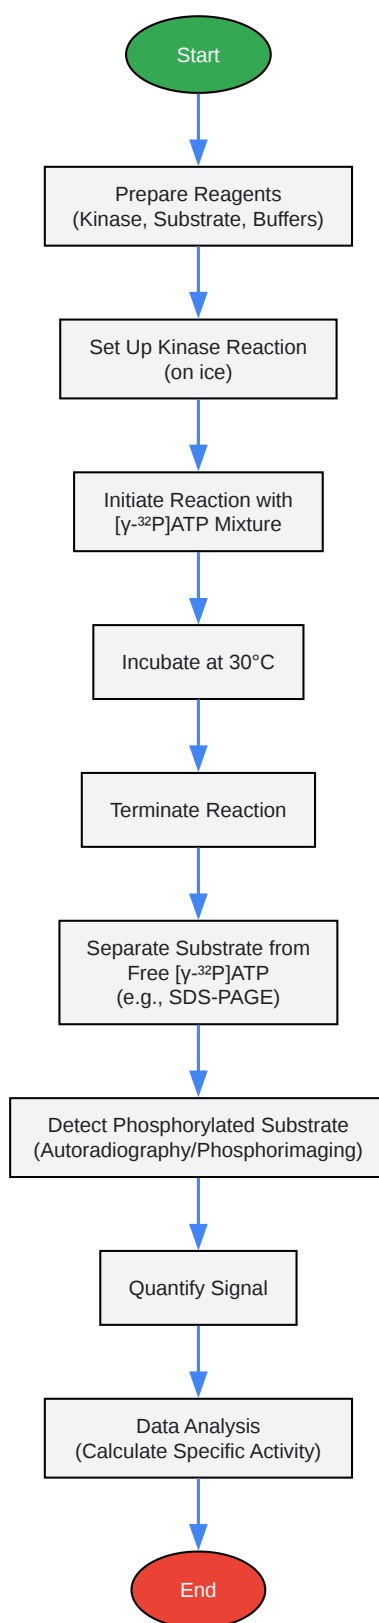 Start
Prepare Reagents
(Kinase, Substrate, Buffers)
Set Up Kinase Reaction
(on ice)
Initiate Reaction with
[γ-³²P]ATP Mixture
Incubate at 30°C
Terminate Reaction
Separate Substrate from
Free [γ-³²P]ATP
(e.g., SDS-PAGE)
Detect Phosphorylated Substrate
(Autoradiography/Phosphorimaging)
Quantify Signal
Data Analysis
(Calculate Specific Activity)
End